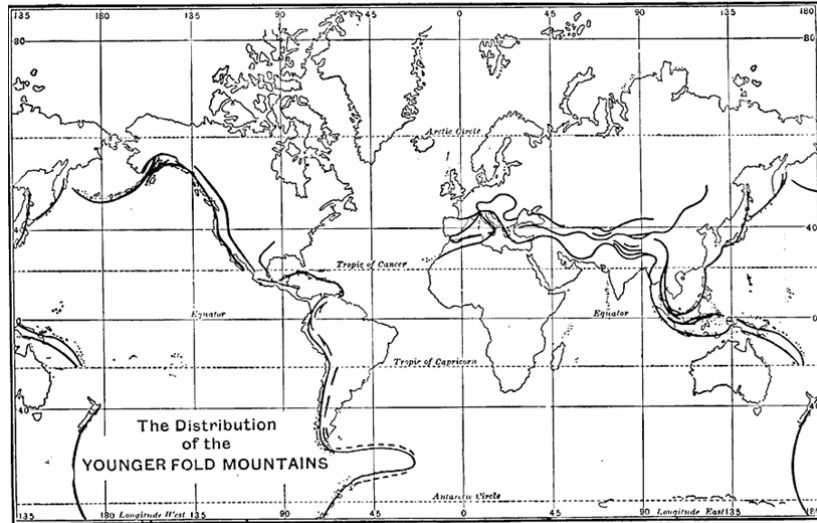 135 180 135 90 45 0 45 90 135 180
80 80
Arctic Circle
40 40
Tropic of Cancer
0 Equator Equator 0
Tropic of Capricorn
40 40
The Distribution
of the
YOUNGER FOLD MOUNTAINS
Antarctic Circle
135 180 Longitude West 135 90 45 0 45 90 Longitude East 135 180